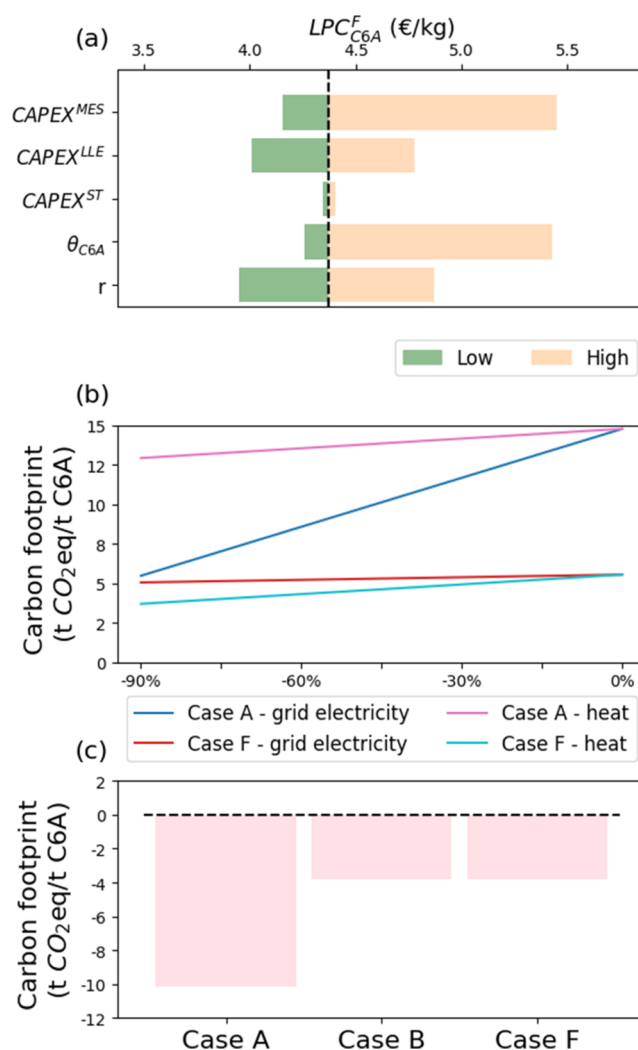 (a)
LPC^F_C6A (€/kg)
3.5 4.0 4.5 5.0 5.5
CAPEX^MES
CAPEX^LLE
CAPEX^ST
θ_C6A
r
Low High
(b)
Carbon footprint
(t CO₂eq/t C6A)
15
12
10
8
5
2
0
-90% -60% -30% 0%
Case A - grid electricity Case A - heat
Case F - grid electricity Case F - heat
(c)
Carbon footprint
(t CO₂eq/t C6A)
2
0
-2
-4
-6
-8
-10
-12
Case A Case B Case F